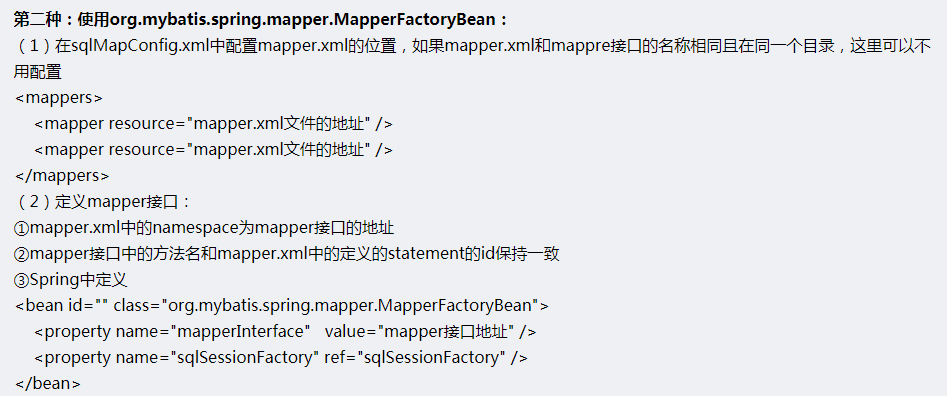 第二种：使用org.mybatis.spring.mapper.MapperFactoryBean：
（1）在sqlMapConfig.xml中配置mapper.xml的位置，如果mapper.xml和mappre接口的名称相同且在同一个目录，这里可以不
用配置
<mappers>
    <mapper resource="mapper.xml文件的地址" />
    <mapper resource="mapper.xml文件的地址" />
</mappers>
（2）定义mapper接口：
①mapper.xml中的namespace为mapper接口的地址
②mapper接口中的方法名和mapper.xml中的定义的statement的id保持一致
③Spring中定义
<bean id="" class="org.mybatis.spring.mapper.MapperFactoryBean">
    <property name="mapperInterface"   value="mapper接口地址" />
    <property name="sqlSessionFactory" ref="sqlSessionFactory" />
</bean>